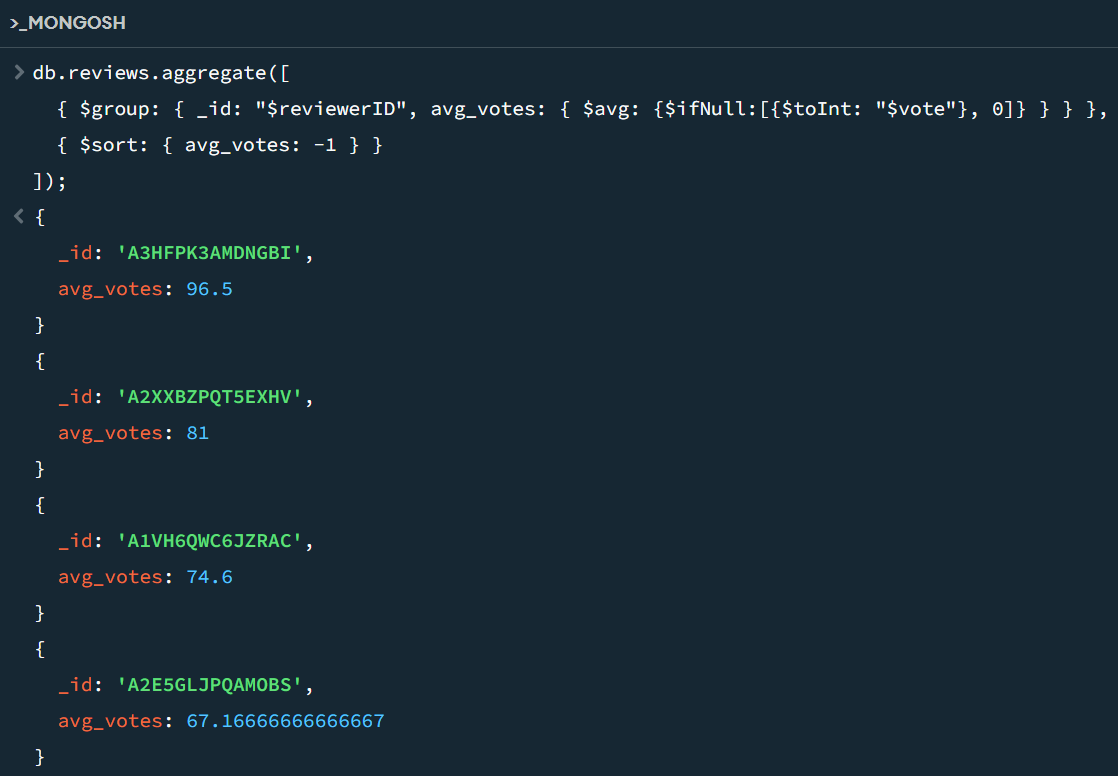 >_MONGOSH
> db.reviews.aggregate([
{ $group: { _id: "$reviewerID", avg_votes: { $avg: {$ifNull:[{$toInt: "$vote"}, 0]} } } },
{ $sort: { avg_votes: -1 } }
]);
< {
_id: 'A3HFPK3AMDNGBI',
avg_votes: 96.5
}
{
_id: 'A2XXBZPQT5EXHV',
avg_votes: 81
}
{
_id: 'A1VH6QWC6JZRAC',
avg_votes: 74.6
}
{
_id: 'A2E5GLJPQAMOBS',
avg_votes: 67.16666666666667
}